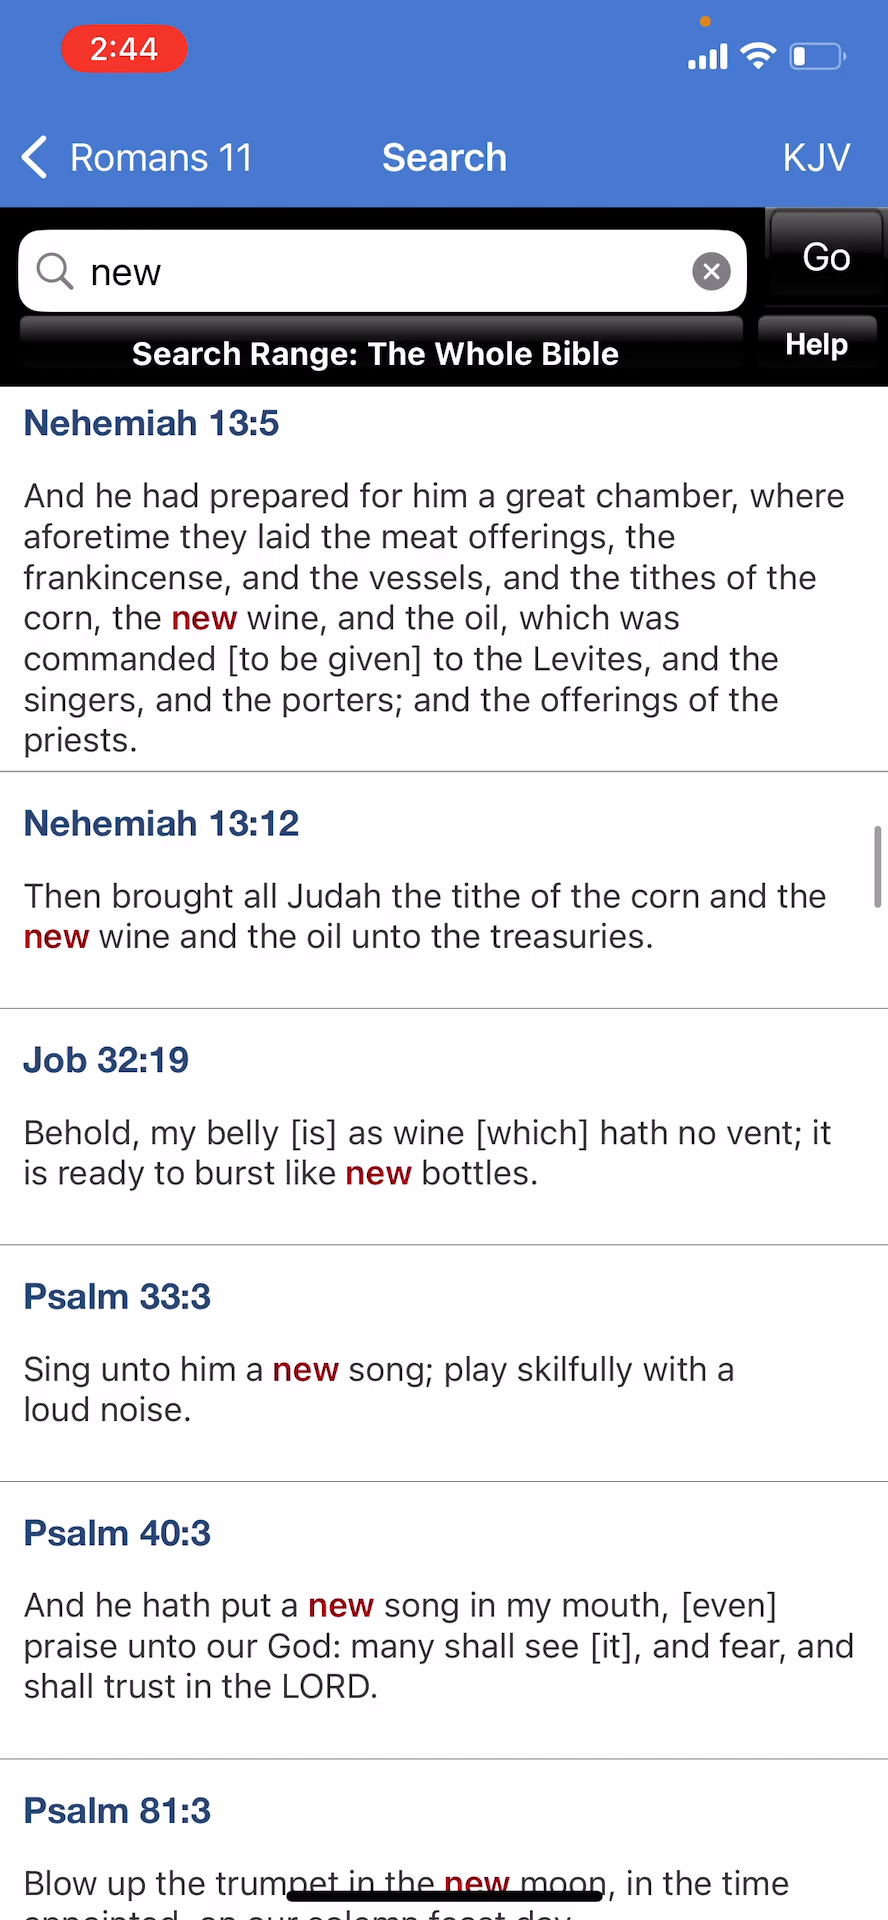 2:44
Romans 11 Search KJV
new Go
Search Range: The Whole Bible Help
Nehemiah 13:5
And he had prepared for him a great chamber, where
aforetime they laid the meat offerings, the
frankincense, and the vessels, and the tithes of the
corn, the new wine, and the oil, which was
commanded [to be given] to the Levites, and the
singers, and the porters; and the offerings of the
priests.
Nehemiah 13:12
Then brought all Judah the tithe of the corn and the
new wine and the oil unto the treasuries.
Job 32:19
Behold, my belly [is] as wine [which] hath no vent; it
is ready to burst like new bottles.
Psalm 33:3
Sing unto him a new song; play skilfully with a
loud noise.
Psalm 40:3
And he hath put a new song in my mouth, [even]
praise unto our God: many shall see [it], and fear, and
shall trust in the LORD.
Psalm 81:3
Blow up the trumpet in the new moon, in the time
appointed, on our solemn feast day.